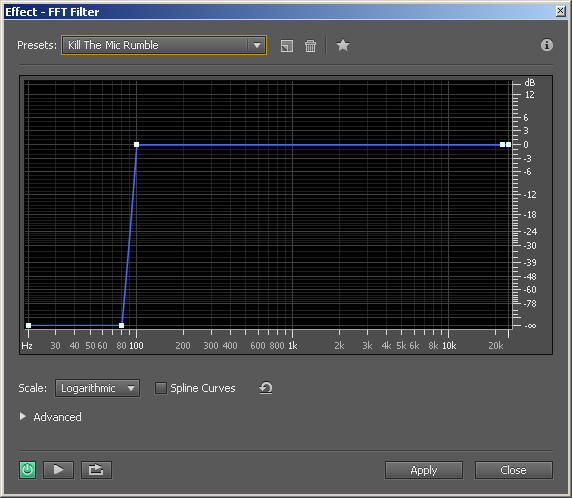 Effect - FFT Filter
Presets: Kill The Mic Rumble
dB
12
6
3
0
-3
-6
-12
-18
-24
-30
-39
-48
-60
-78
-∞
Hz 30 40 50 60 80 100 200 300 400 600 800 1k 2k 3k 4k 5k 6k 8k 10k 20k
Scale: Logarithmic Spline Curves
Advanced
Apply Close